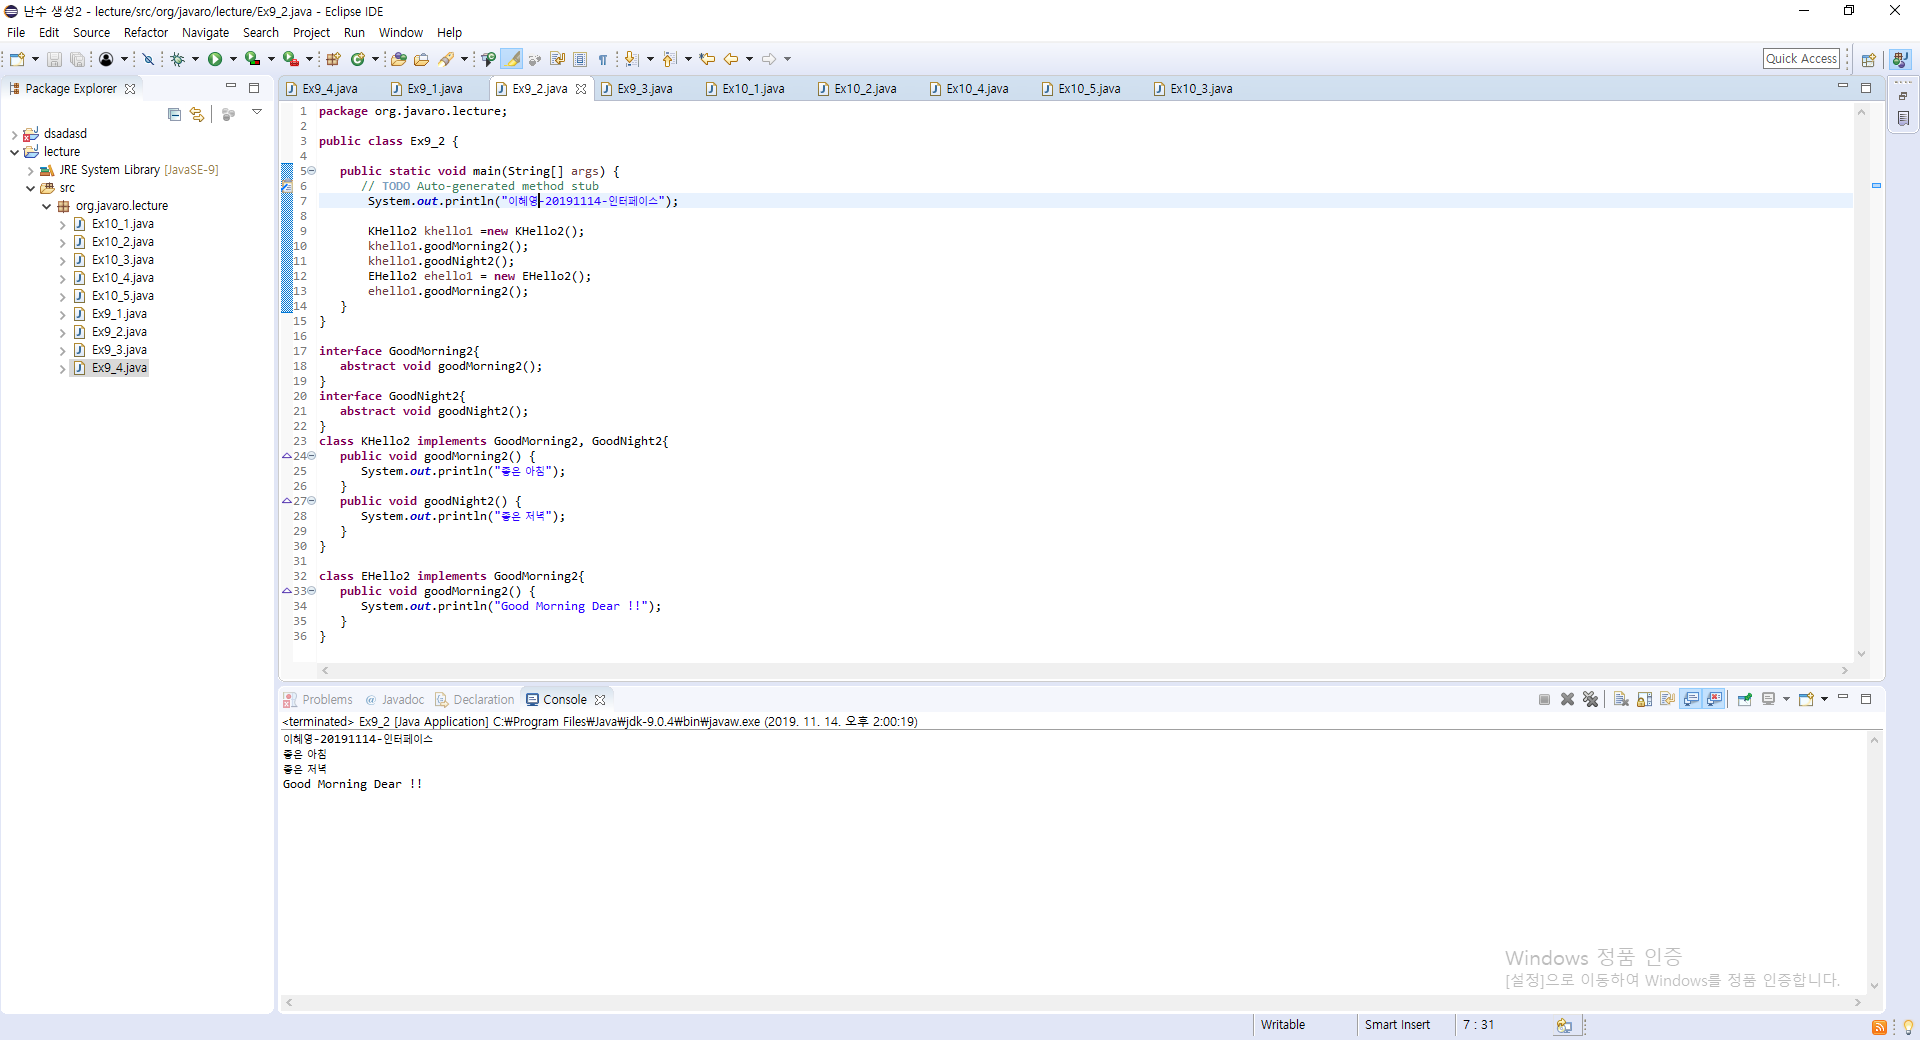 난수 생성2 - lecture/src/org/javaro/lecture/Ex9_2.java - Eclipse IDE
File Edit Source Refactor Navigate Search Project Run Window Help
Quick Access
Package Explorer
Ex9_4.java Ex9_1.java Ex9_2.java Ex9_3.java Ex10_1.java Ex10_2.java Ex10_4.java Ex10_5.java Ex10_3.java
dsadasd
lecture
JRE System Library [JavaSE-9]
src
org.javaro.lecture
Ex10_1.java
Ex10_2.java
Ex10_3.java
Ex10_4.java
Ex10_5.java
Ex9_1.java
Ex9_2.java
Ex9_3.java
Ex9_4.java
1 package org.javaro.lecture;
2
3 public class Ex9_2 {
4
5 public static void main(String[] args) {
6 // TODO Auto-generated method stub
7 System.out.println("이혜영-20191114-인터페이스");
8
9 KHello2 khello1 =new KHello2();
10 khello1.goodMorning2();
11 khello1.goodNight2();
12 EHello2 ehello1 = new EHello2();
13 ehello1.goodMorning2();
14 }
15 }
16
17 interface GoodMorning2{
18 abstract void goodMorning2();
19 }
20 interface GoodNight2{
21 abstract void goodNight2();
22 }
23 class KHello2 implements GoodMorning2, GoodNight2{
24 public void goodMorning2() {
25 System.out.println("좋은 아침");
26 }
27 public void goodNight2() {
28 System.out.println("좋은 저녁");
29 }
30 }
31
32 class EHello2 implements GoodMorning2{
33 public void goodMorning2() {
34 System.out.println("Good Morning Dear !!");
35 }
36 }
Problems @ Javadoc Declaration Console
<terminated> Ex9_2 [Java Application] C:₩Program Files₩Java₩jdk-9.0.4₩bin₩javaw.exe (2019. 11. 14. 오후 2:00:19)
이혜영-20191114-인터페이스
좋은 아침
좋은 저녁
Good Morning Dear !!
Windows 정품 인증
[설정]으로 이동하여 Windows를 정품 인증합니다.
Writable Smart Insert 7 : 31